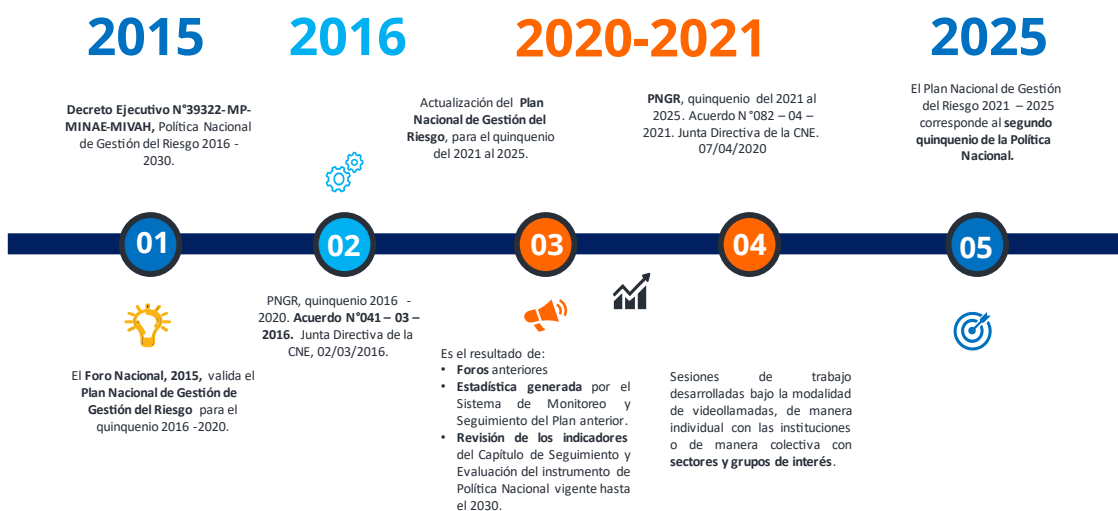 2015
2016
2020-2021
2025
Decreto Ejecutivo N°39322-MP-
MINAE-MIVAH, Política Nacional
de Gestión del Riesgo 2016 -
2030.
Actualización del Plan
Nacional de Gestión del
Riesgo, para el quinquenio
del 2021 al 2025.
PNGR, quinquenio del 2021 al
2025. Acuerdo N°082 – 04 –
2021. Junta Directiva de la CNE.
07/04/2020
El Plan Nacional de Gestión
del Riesgo 2021 – 2025
corresponde al segundo
quinquenio de la Política
Nacional.
01
02
03
04
05
El Foro Nacional, 2015, valida el
Plan Nacional de Gestión de
Gestión del Riesgo para el
quinquenio 2016 -2020.
PNGR, quinquenio 2016 -
2020. Acuerdo N°041 – 03 –
2016. Junta Directiva de la
CNE, 02/03/2016.
Es el resultado de:
• Foros anteriores
• Estadística generada por el
Sistema de Monitoreo y
Seguimiento del Plan anterior.
• Revisión de los indicadores
del Capítulo de Seguimiento y
Evaluación del instrumento de
Política Nacional vigente hasta
el 2030.
Sesiones de trabajo
desarrolladas bajo la modalidad
de videollamadas, de manera
individual con las instituciones
o de manera colectiva con
sectores y grupos de interés.